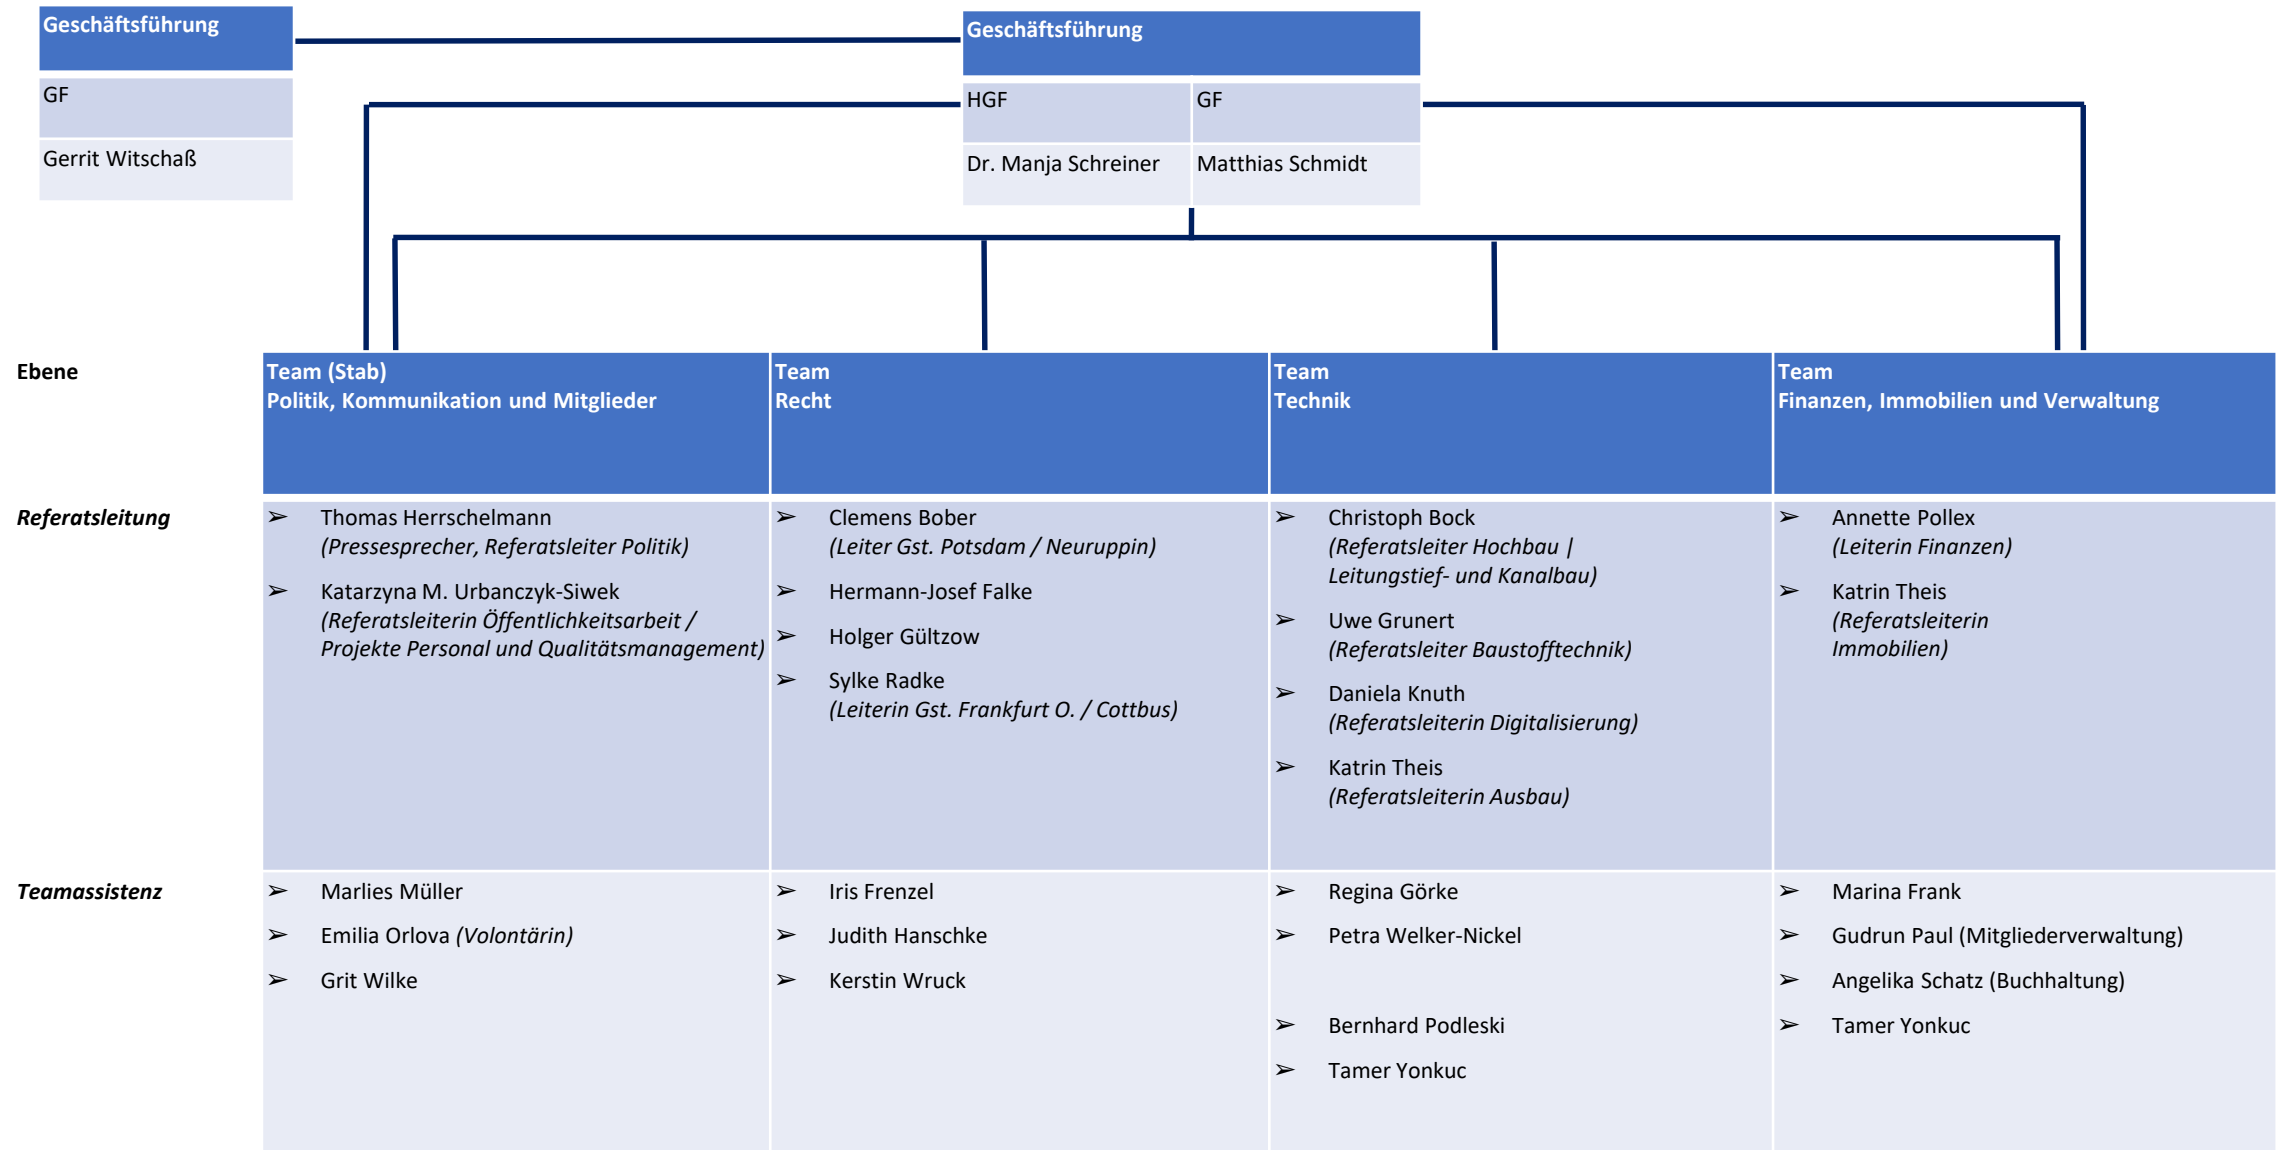 Geschäftsführung
GF
Gerrit Witschaß
Geschäftsführung
HGF
GF
Dr. Manja Schreiner
Matthias Schmidt
Ebene
Team (Stab)
Politik, Kommunikation und Mitglieder
Team
Recht
Team
Technik
Team
Finanzen, Immobilien und Verwaltung
Referatsleitung
➢ Thomas Herrschelmann
(Pressesprecher, Referatsleiter Politik)
➢ Katarzyna M. Urbanczyk-Siwek
(Referatsleiterin Öffentlichkeitsarbeit /
Projekte Personal und Qualitätsmanagement)
➢ Clemens Bober
(Leiter Gst. Potsdam / Neuruppin)
➢ Hermann-Josef Falke
➢ Holger Gültzow
➢ Sylke Radke
(Leiterin Gst. Frankfurt O. / Cottbus)
➢ Christoph Bock
(Referatsleiter Hochbau |
Leitungstief- und Kanalbau)
➢ Uwe Grunert
(Referatsleiter Baustofftechnik)
➢ Daniela Knuth
(Referatsleiterin Digitalisierung)
➢ Katrin Theis
(Referatsleiterin Ausbau)
➢ Annette Pollex
(Leiterin Finanzen)
➢ Katrin Theis
(Referatsleiterin
Immobilien)
Teamassistenz
➢ Marlies Müller
➢ Emilia Orlova (Volontärin)
➢ Grit Wilke
➢ Iris Frenzel
➢ Judith Hanschke
➢ Kerstin Wruck
➢ Regina Görke
➢ Petra Welker-Nickel
➢ Bernhard Podleski
➢ Tamer Yonkuc
➢ Marina Frank
➢ Gudrun Paul (Mitgliederverwaltung)
➢ Angelika Schatz (Buchhaltung)
➢ Tamer Yonkuc